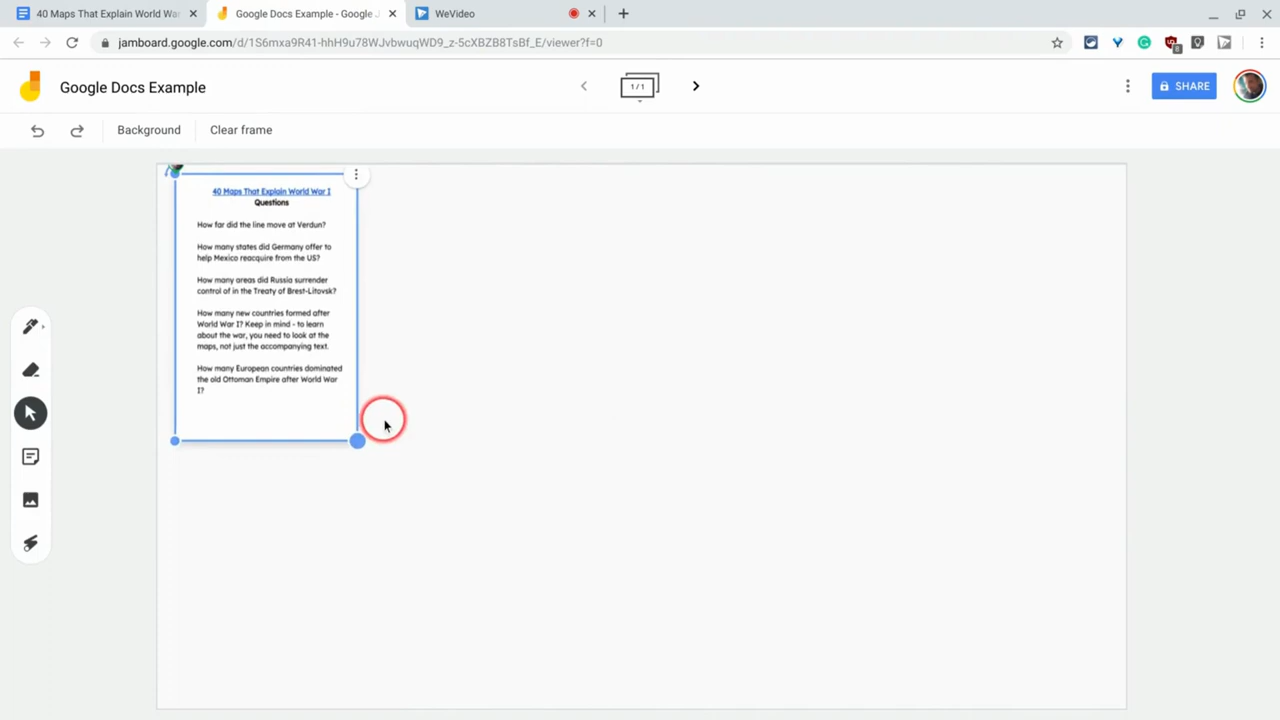 40 Maps That Explain World Wa
Google Docs Example - Google J
WeVideo
jamboard.google.com/d/1S6mxa9R41-hhH9u78WJvbwuqWD9_z-5cXBZB8TsBf_E/viewer?f=0
8
Google Docs Example
1/1
SHARE
Background
Clear frame
40 Maps That Explain World War I
Questions
How far did the line move at Verdun?
How many states did Germany offer to
help Mexico reacquire from the US?
How many areas did Russia surrender
control of in the Treaty of Brest-Litovsk?
How many new countries formed after
World War I? Keep in mind - to learn
about the war, you need to look at the
maps, not just the accompanying text.
How many European countries dominated
the old Ottoman Empire after World War
I?